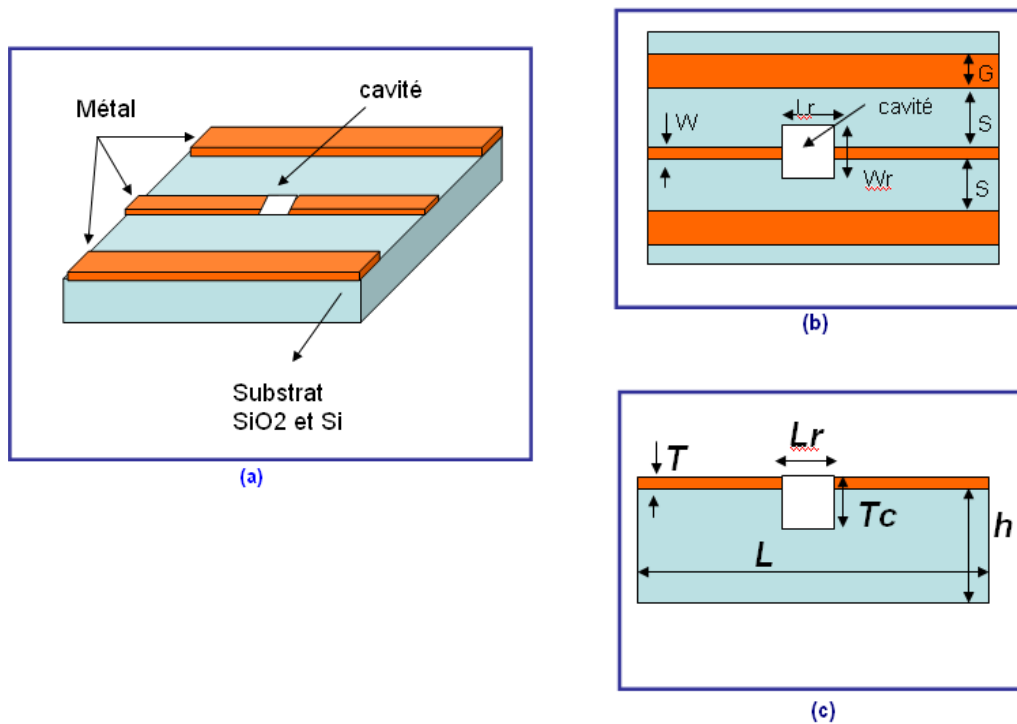 cavité
Métal
Substrat
SiO2 et Si
(a)
G
Lr
cavité
W
S
Wr
S
(b)
Lr
T
Tc
h
L
(c)